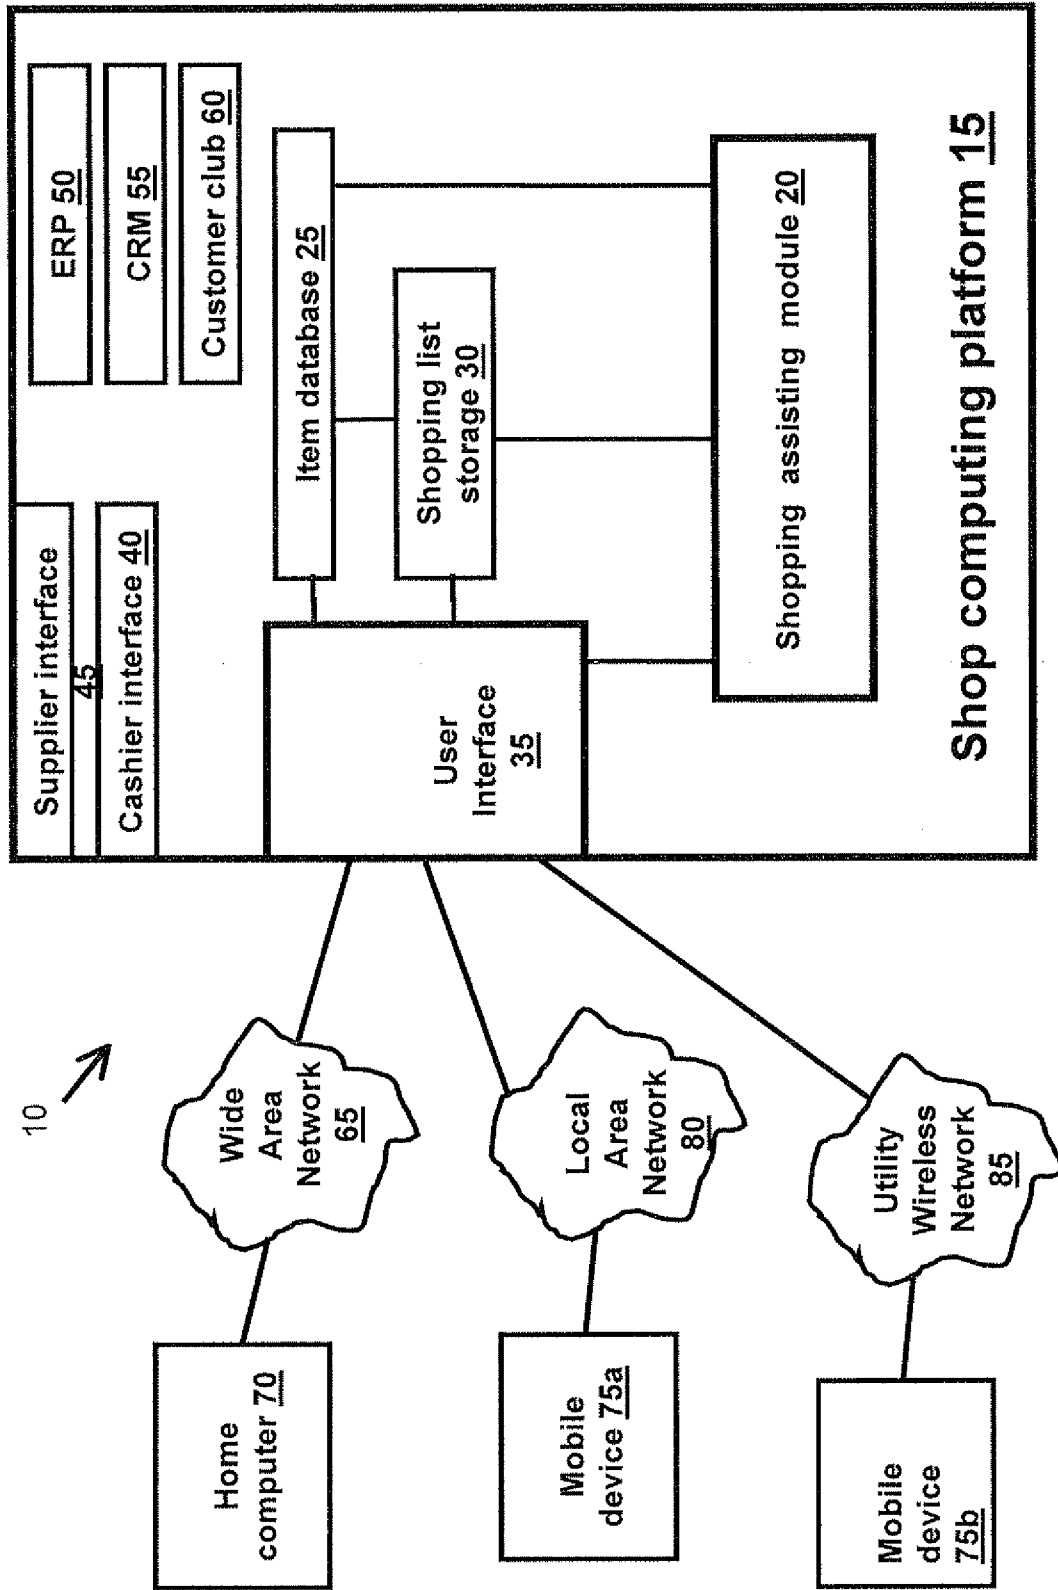 10
Home
computer 70
Mobile
device 75a
Mobile
device
75b
Wide
Area
Network
65
Local
Area
Network
80
Utility
Wireless
Network
85
Supplier interface
45
Cashier interface 40
ERP 50
CRM 55
Customer club 60
User
Interface
35
Item database 25
Shopping list
storage 30
Shopping assisting module 20
Shop computing platform 15